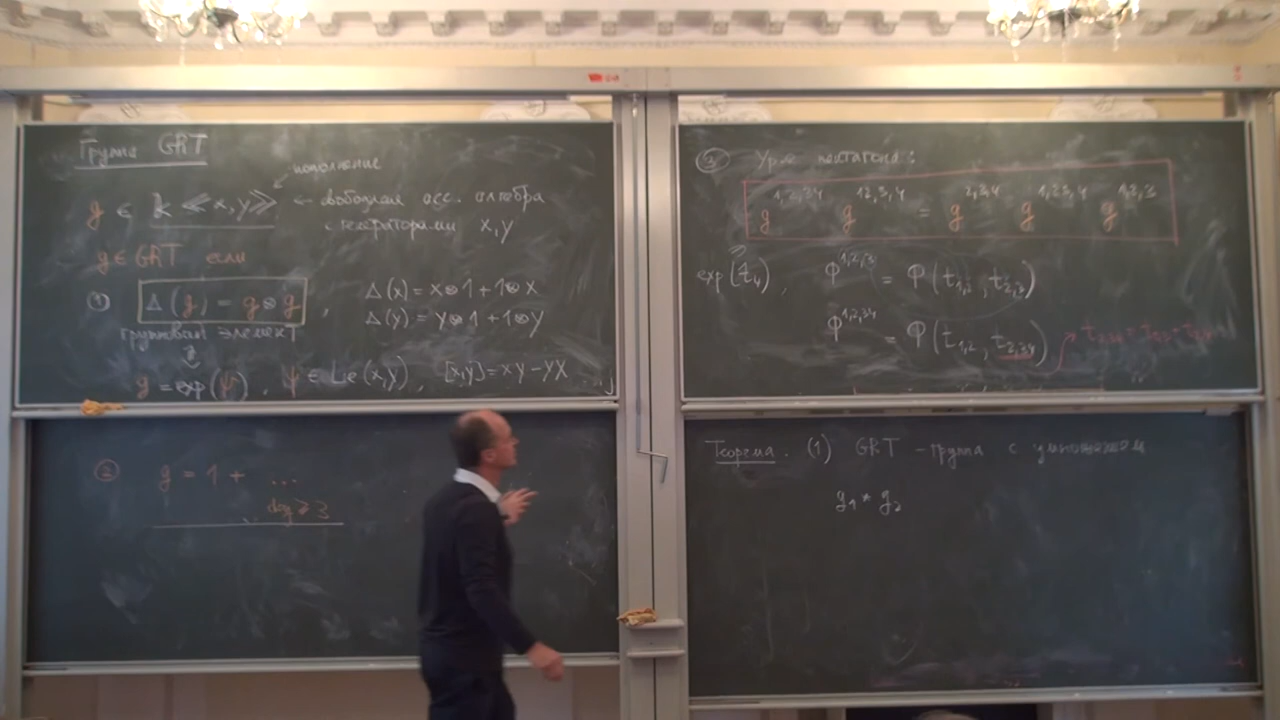 Группа GRT
пополнение
g ∈ k≪x,y≫ ← свободная асс. алгебра
с генераторами x,y
g ∈ GRT если
① Δ(g) = g⊗g , Δ(x) = x⊗1 + 1⊗x
Δ(y) = y⊗1 + 1⊗y
групповой элемент
g = exp(ψ), ψ ∈ Lie(x,y), [x,y] = xy − yx
② g = 1 + ...
deg ≥ 3
③ Ур-е пентагона:
g^{1,2,34} g^{12,3,4} = g^{2,3,4} g^{1,23,4} g^{1,2,3}
exp(t̂₄), Φ^{1,2,3} = Φ(t_{1,2}, t_{2,3})
Φ^{1,2,34} = Φ(t_{1,2}, t_{2,34})
Теорема. (1) GRT – группа с умножением
g₁ * g₂